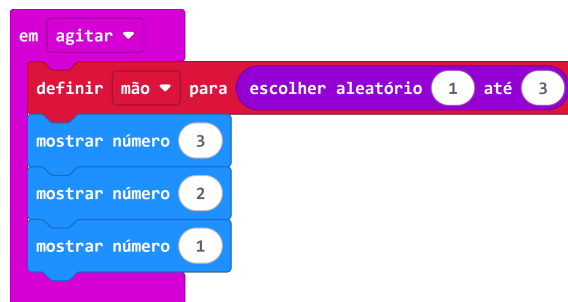 em agitar
definir mão para escolher aleatório 1 até 3
mostrar número 3
mostrar número 2
mostrar número 1